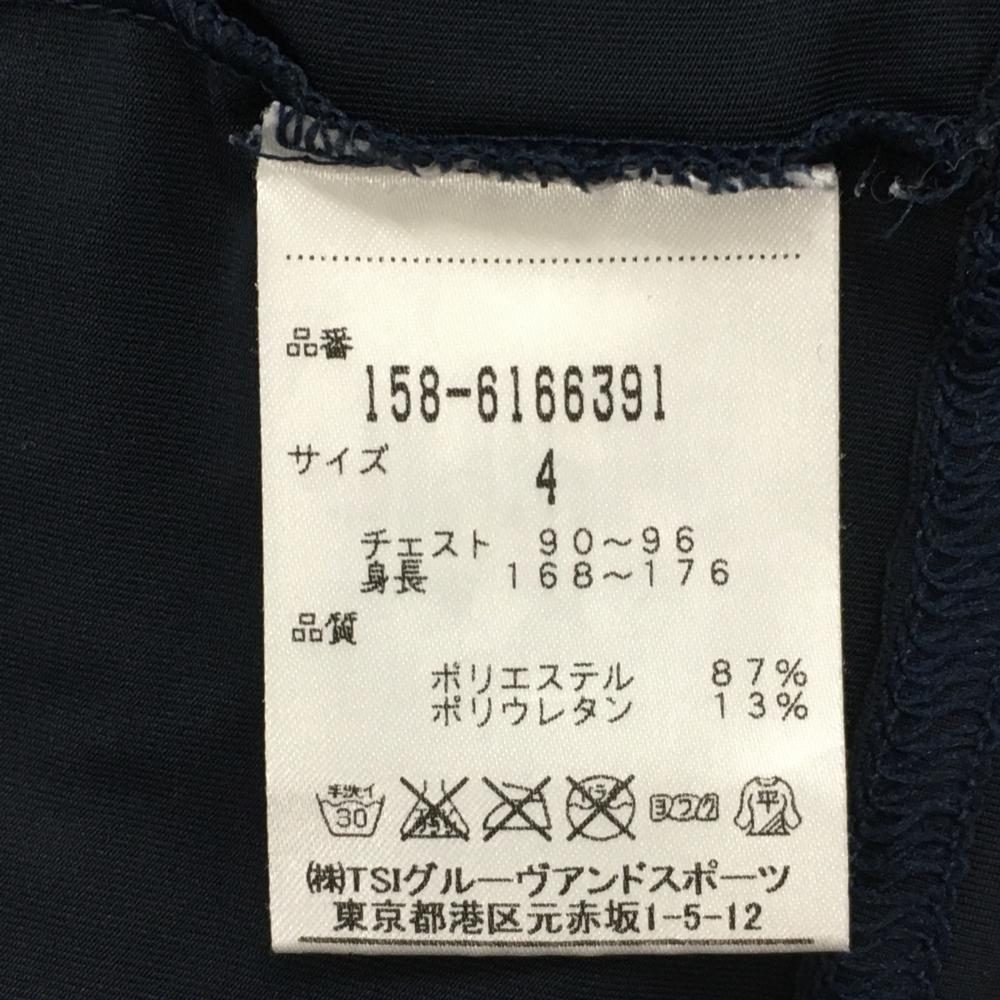 品番
158-6166391
サイズ 4
チェスト 90～96
身長 168～176
品質
ポリエステル 87%
ポリウレタン 13%
手洗イ
30
平
㈱TSIグルーヴアンドスポーツ
東京都港区元赤坂1-5-12